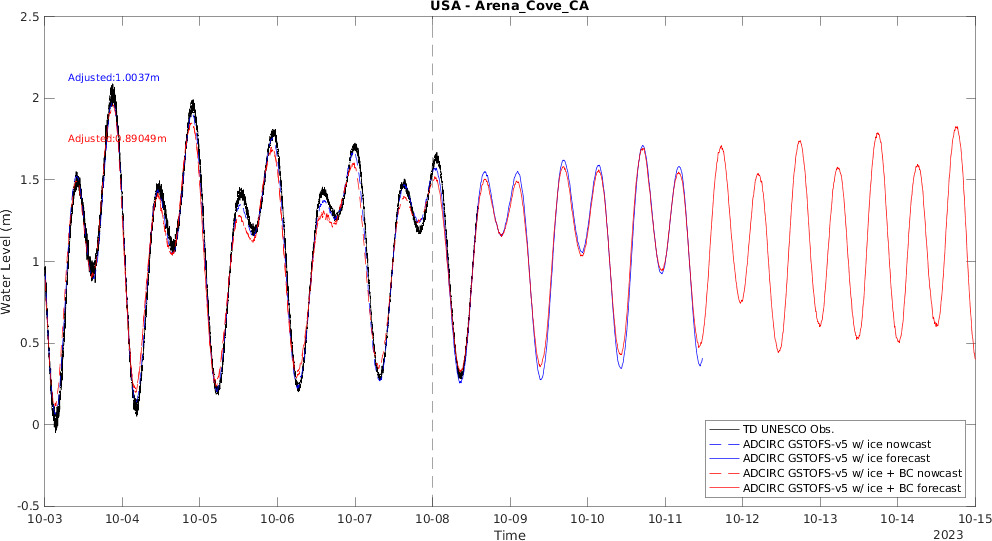 USA - Arena_Cove_CA
2.5
2
1.5
1
0.5
0
-0.5
Water Level (m)
Adjusted:1.0037m
Adjusted:0.89049m
TD UNESCO Obs.
ADCIRC GSTOFS-v5 w/ ice nowcast
ADCIRC GSTOFS-v5 w/ ice forecast
ADCIRC GSTOFS-v5 w/ ice + BC nowcast
ADCIRC GSTOFS-v5 w/ ice + BC forecast
10-03 10-04 10-05 10-06 10-07 10-08 10-09 10-10 10-11 10-12 10-13 10-14 10-15
Time
2023